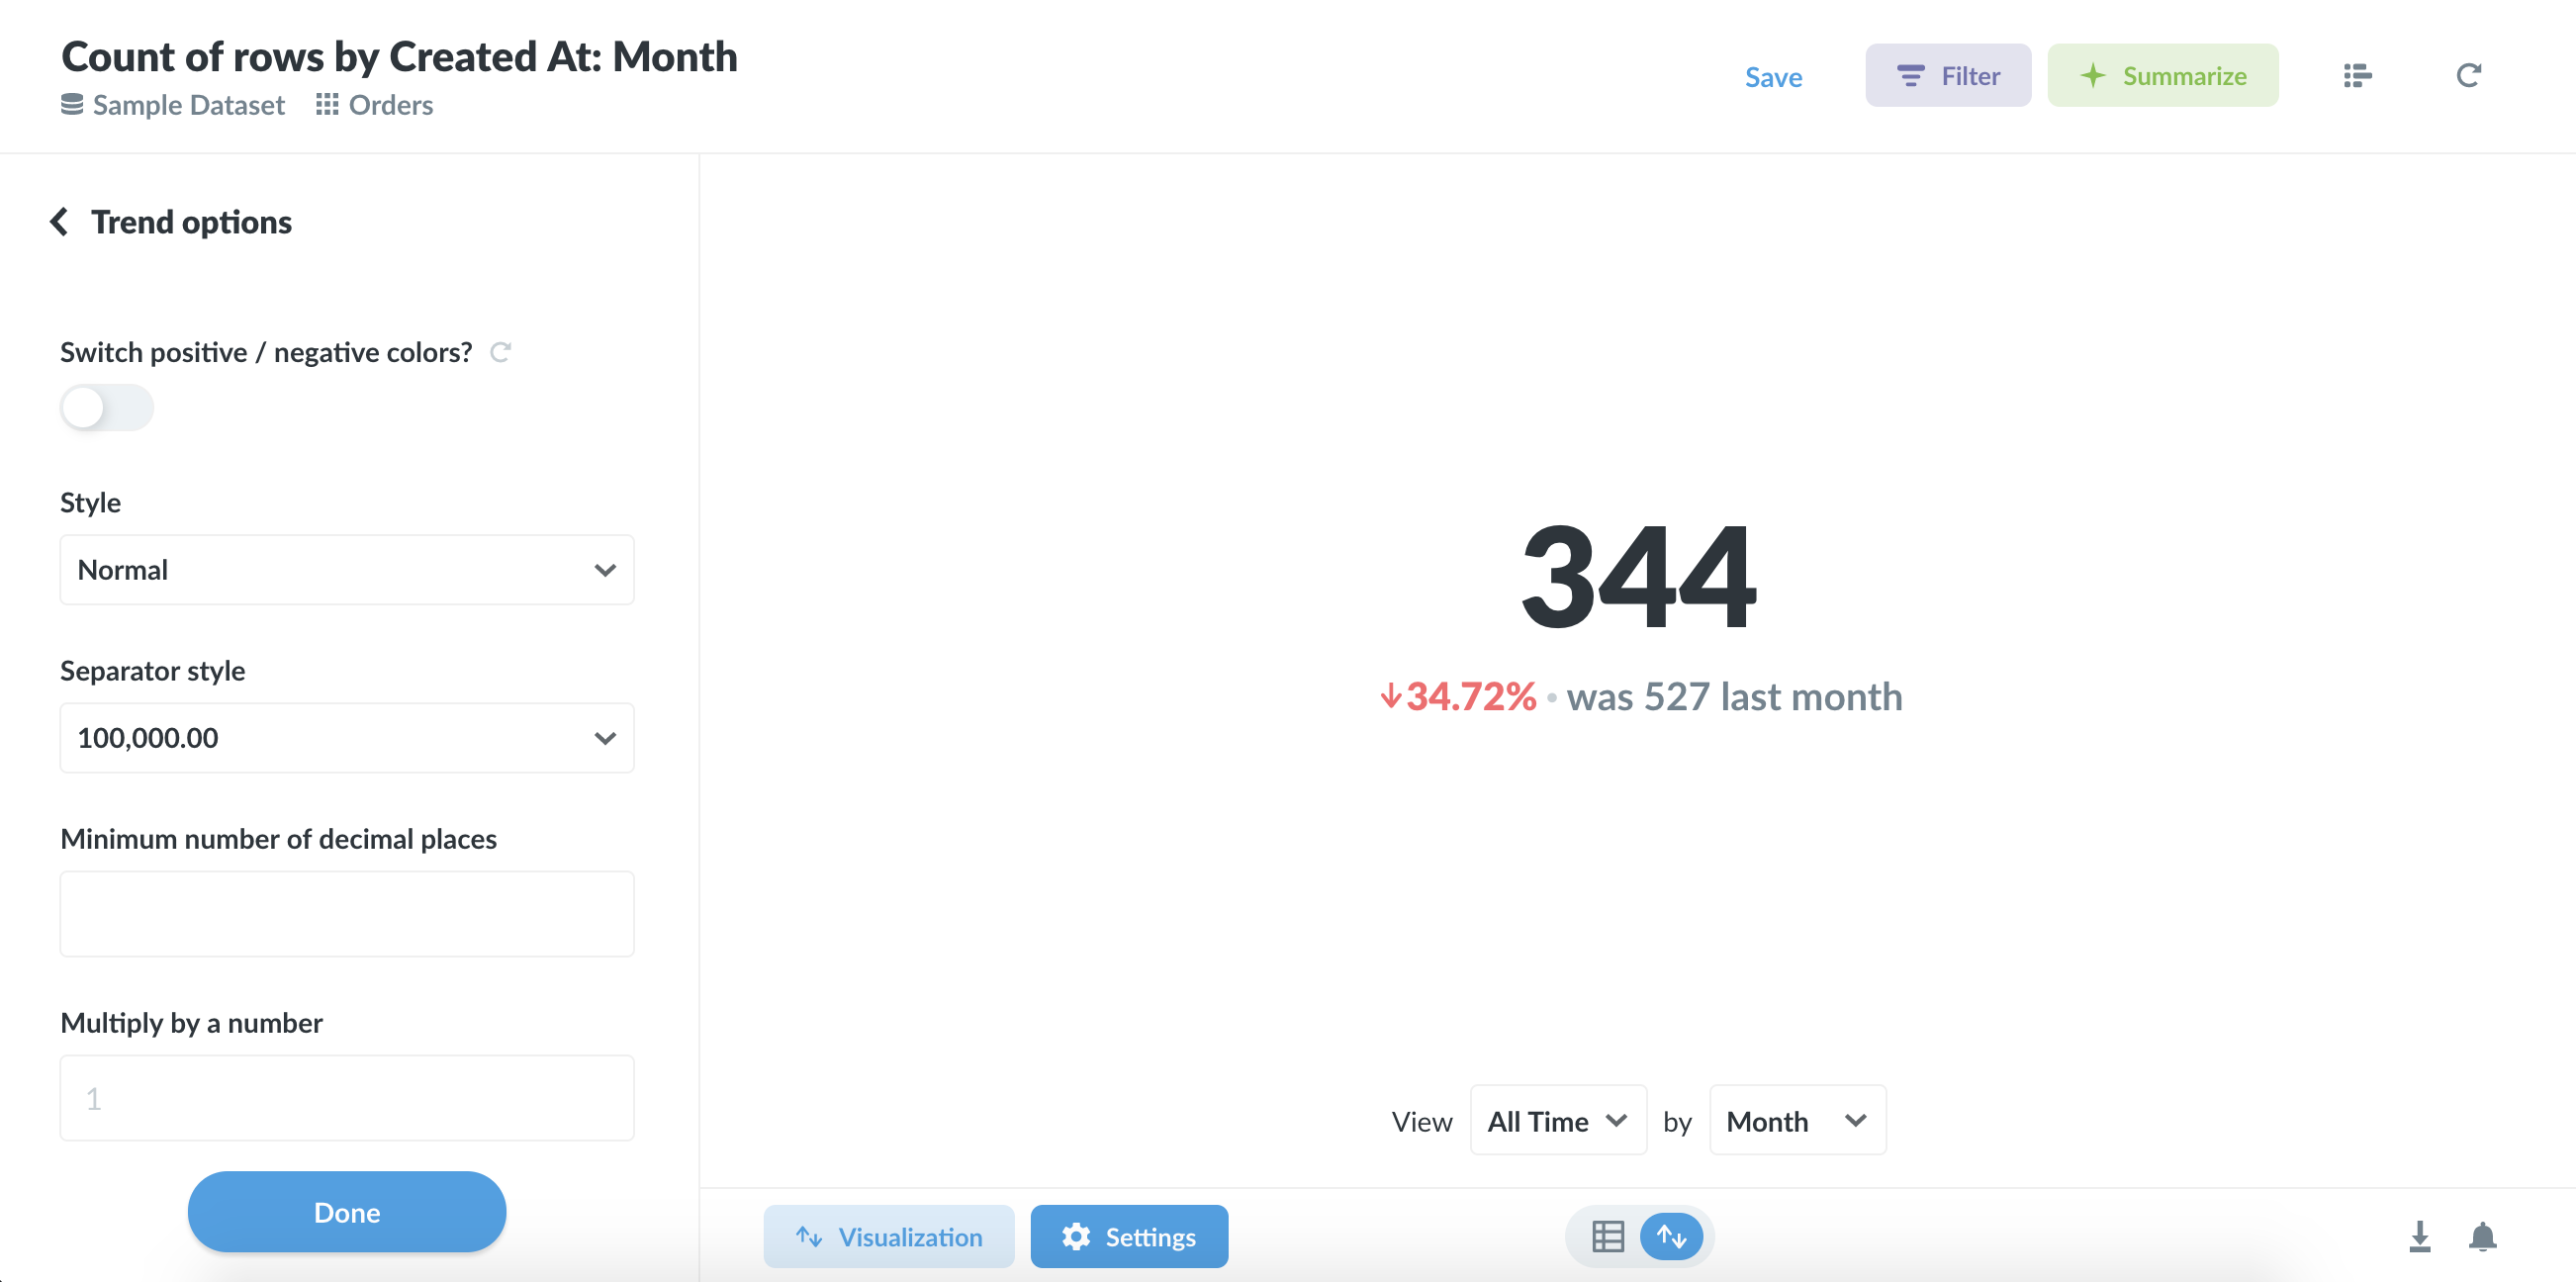 Count of rows by Created At: Month
Sample Dataset Orders
Save
Filter
Summarize
Trend options
Switch positive / negative colors?
Style
Normal
Separator style
100,000.00
Minimum number of decimal places
Multiply by a number
1
Done
344
34.72% • was 527 last month
View All Time by Month
Visualization
Settings